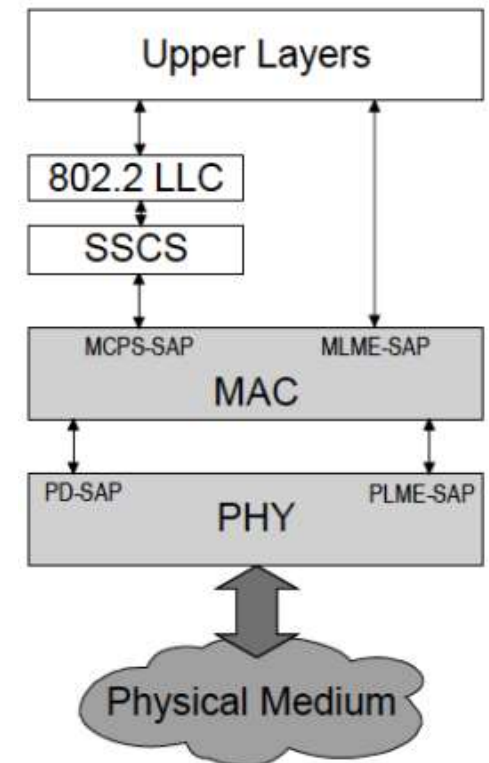 Upper Layers
802.2 LLC
SSCS
MCPS-SAP MLME-SAP
MAC
PD-SAP PLME-SAP
PHY
Physical Medium